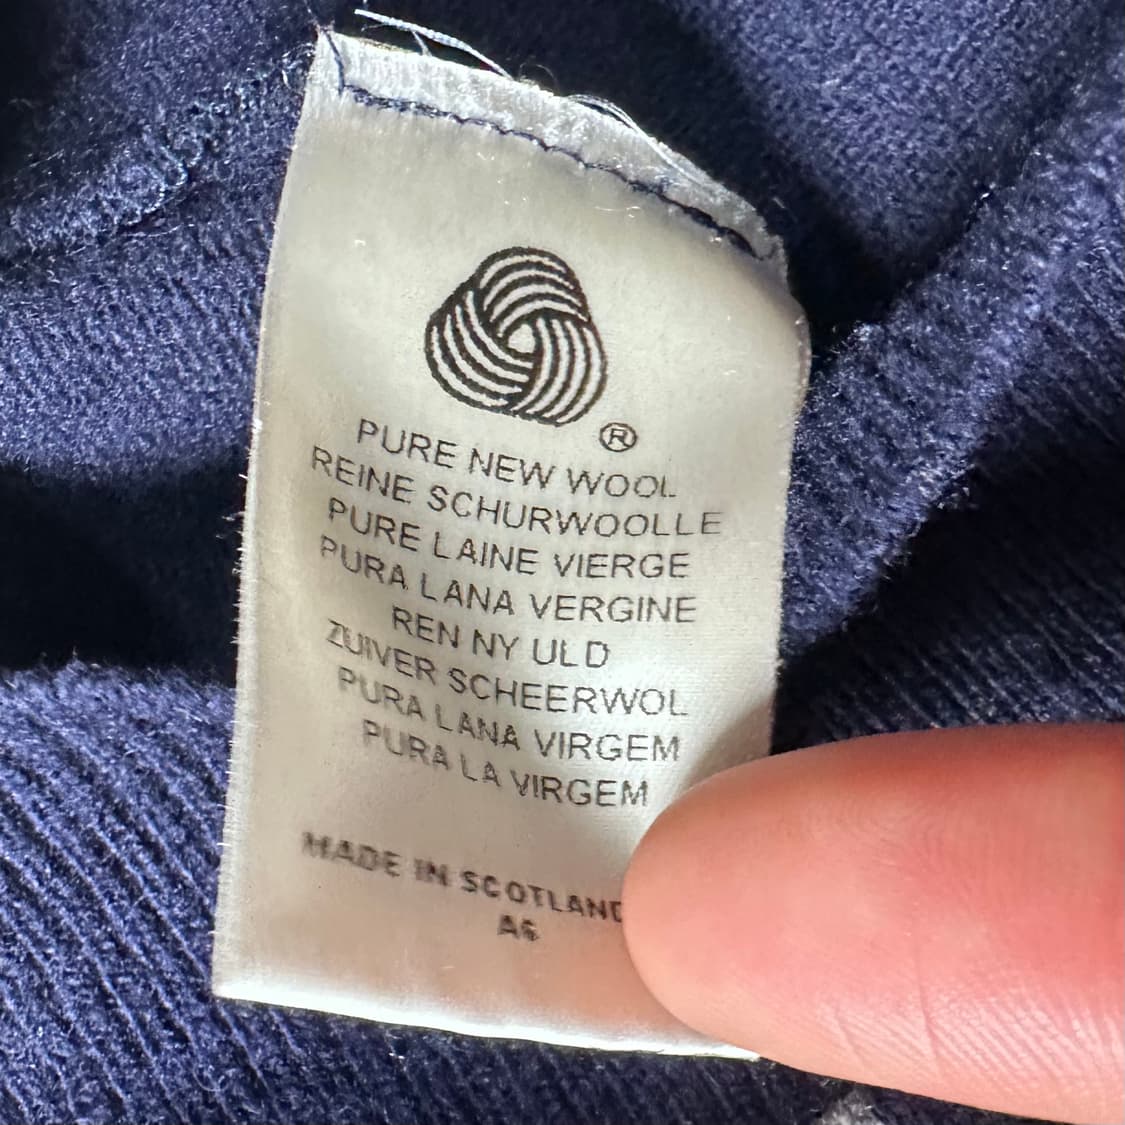 ®
PURE NEW WOOL
REINE SCHURWOLLE
PURE LAINE VIERGE
PURA LANA VERGINE
REN NY ULD
ZUIVER SCHEERWOL
PURA LANA VIRGEM
PURA LA VIRGEM
MADE IN SCOTLAND
A6